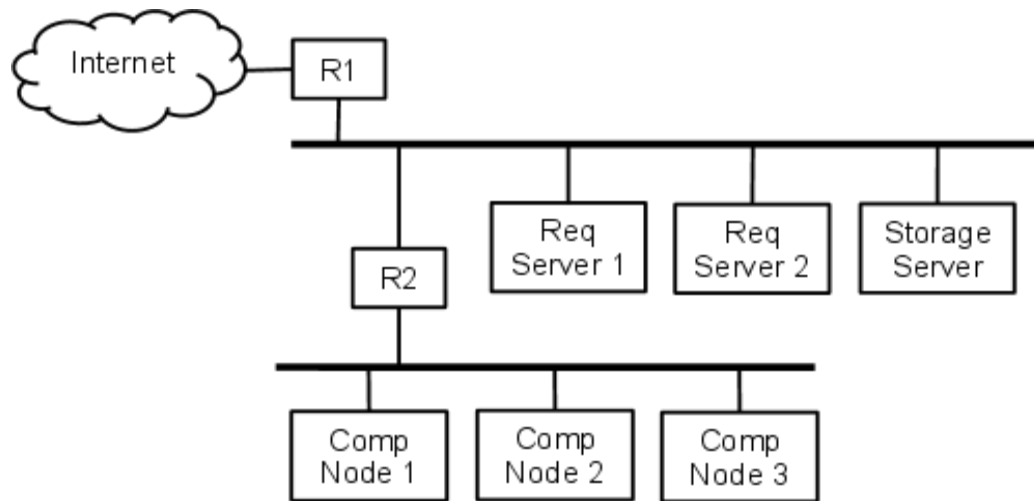 Internet
R1
Req
Server 1
Req
Server 2
Storage
Server
R2
Comp
Node 1
Comp
Node 2
Comp
Node 3